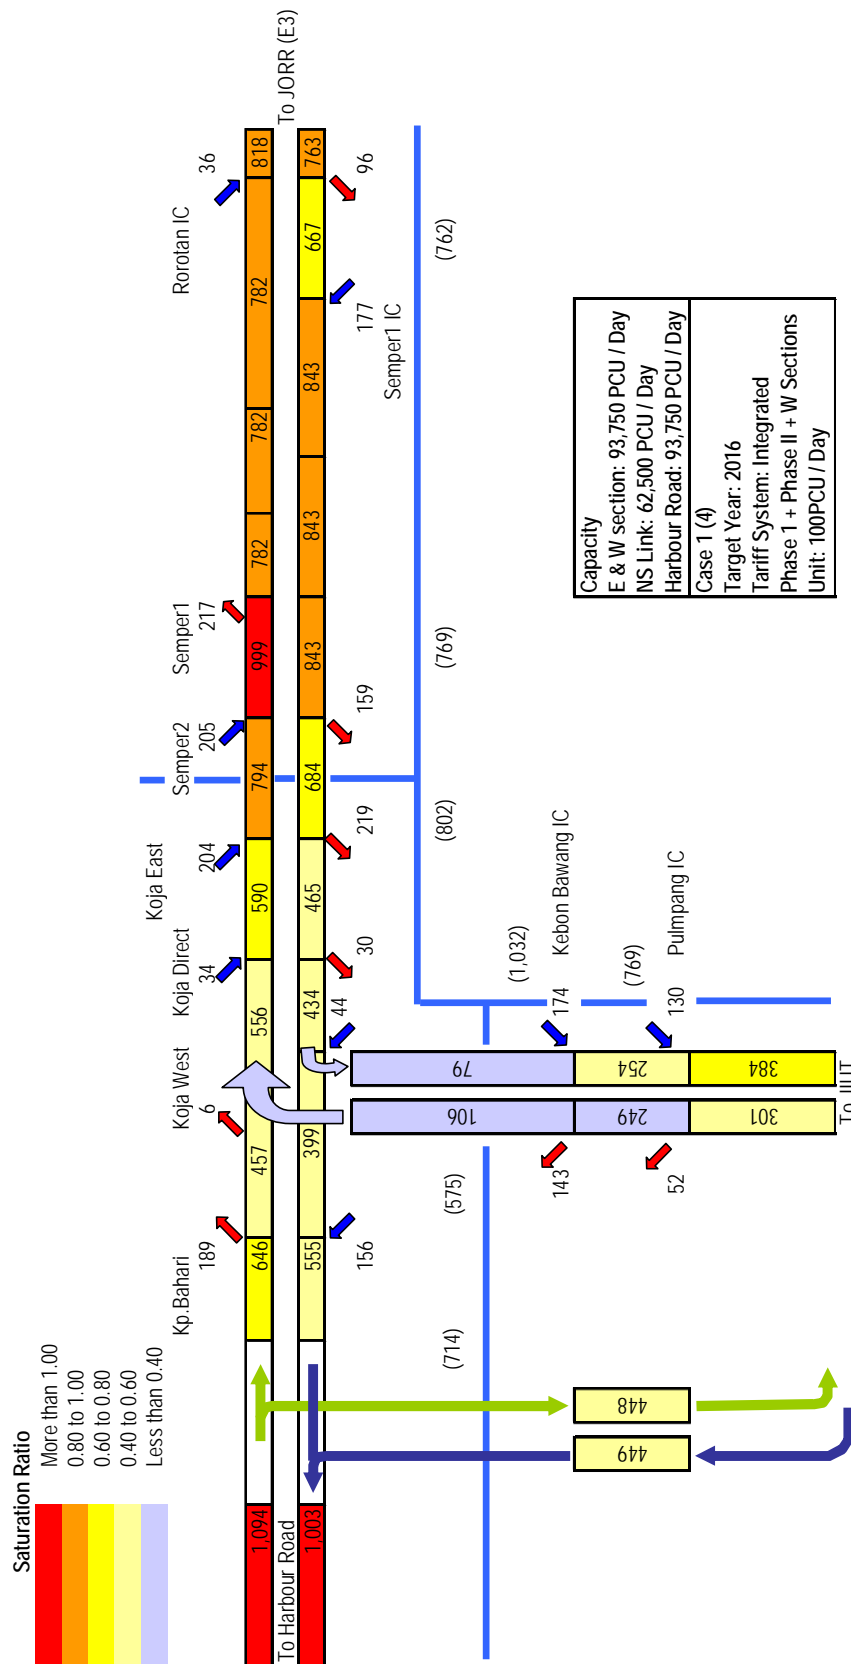 Saturation Ratio
More than 1.00
0.80 to 1.00
0.60 to 0.80
0.40 to 0.60
Less than 0.40
Kp.Bahari
Koja West
Koja Direct
Koja East
Semper2
Semper1
Rorotan IC
189
6
34
204
205
217
36
1,094
646
457
556
590
794
999
782
782
782
818
To Harbour Road
To JORR (E3)
1,003
555
399
434
465
684
843
843
843
667
763
156
44
30
219
159
177
96
Semper1 IC
(714)
(575)
(802)
(769)
(762)
(1,032)
(769)
449
448
106
249
301
79
254
384
143
52
174
130
Kebon Bawang IC
Pulmpang IC
To JIUT
Capacity
E & W section: 93,750 PCU / Day
NS Link: 62,500 PCU / Day
Harbour Road: 93,750 PCU / Day
Case 1 (4)
Target Year: 2016
Tariff System: Integrated
Phase 1 + Phase II + W Sections
Unit: 100PCU / Day